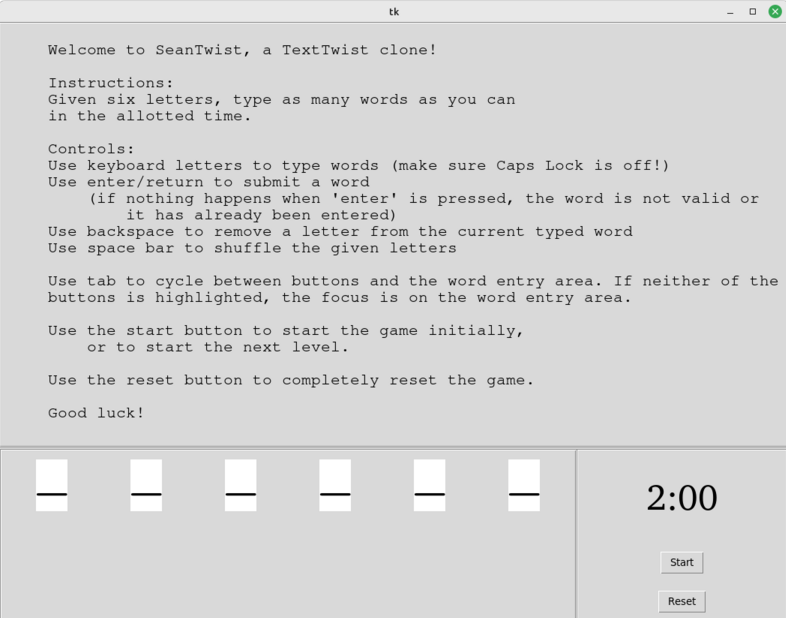 tk
Welcome to SeanTwist, a TextTwist clone!
Instructions:
Given six letters, type as many words as you can
in the allotted time.
Controls:
Use keyboard letters to type words (make sure Caps Lock is off!)
Use enter/return to submit a word
(if nothing happens when 'enter' is pressed, the word is not valid or
it has already been entered)
Use backspace to remove a letter from the current typed word
Use space bar to shuffle the given letters
Use tab to cycle between buttons and the word entry area. If neither of the
buttons is highlighted, the focus is on the word entry area.
Use the start button to start the game initially,
or to start the next level.
Use the reset button to completely reset the game.
Good luck!
2:00
Start
Reset